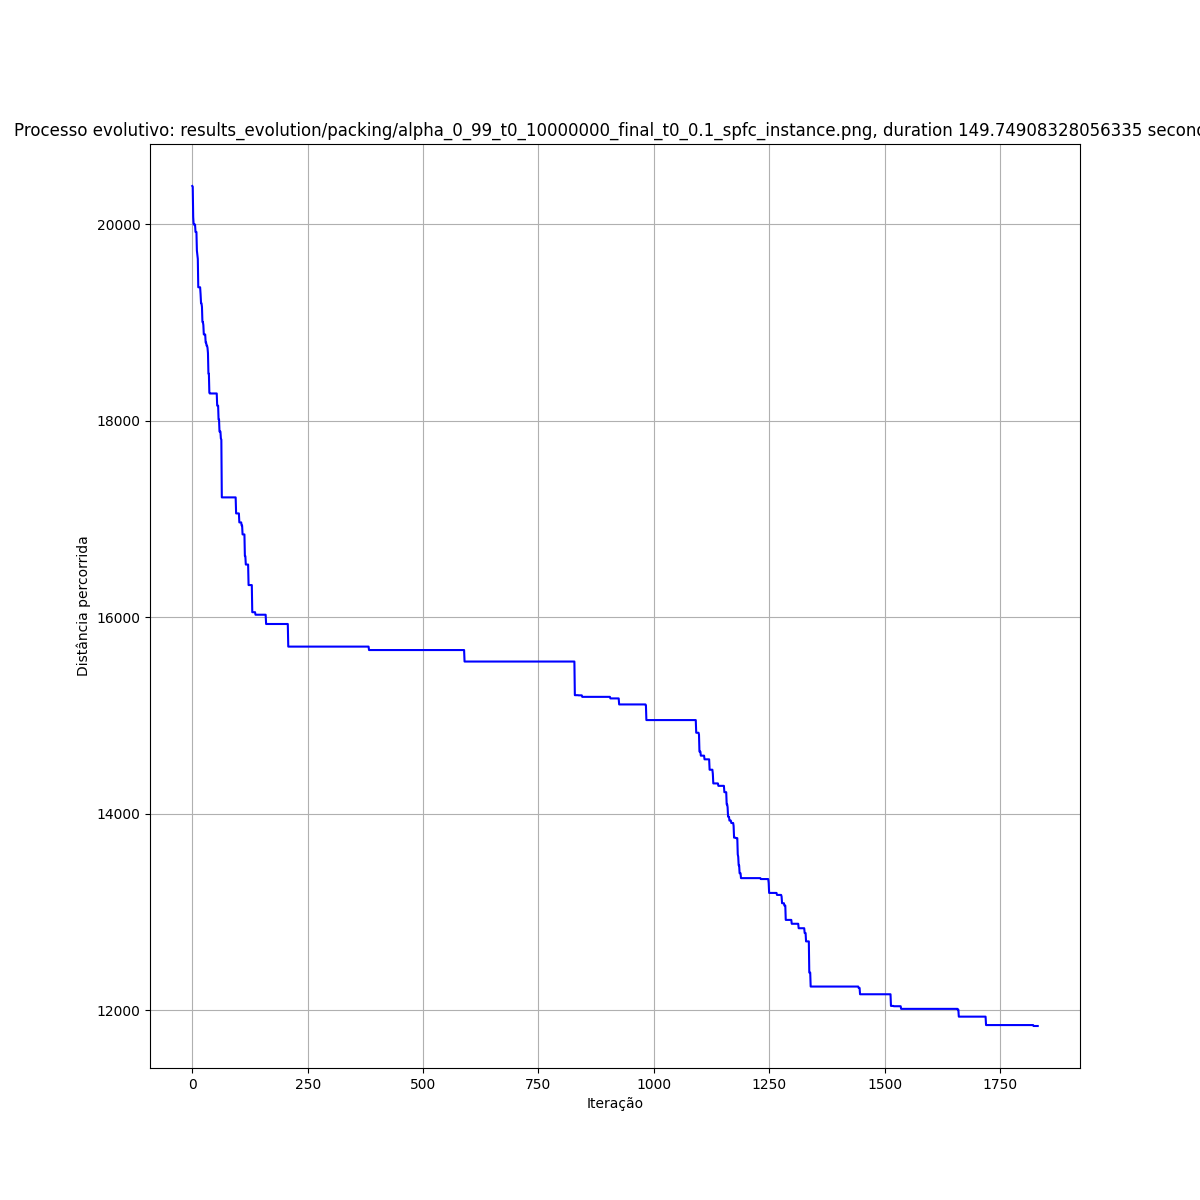 Processo evolutivo: results_evolution/packing/alpha_0_99_t0_10000000_final_t0_0.1_spfc_instance.png, duration 149.74908328056335 secon
20000
18000
16000
14000
12000
Distância percorrida
0 250 500 750 1000 1250 1500 1750
Iteração